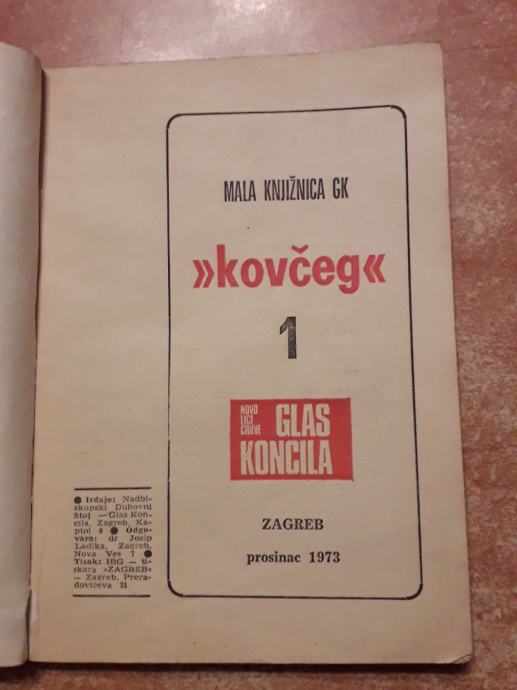 MALA KNJIŽNICA GK
»kovčeg«
1
NOVO
LICE
CRKVE
GLAS
KONCILA
ZAGREB
prosinac 1973
● Izdaje: Nadbi-
skupski Duhovni
Stol — Glas Kon-
cila, Zagreb, Ka-
ptol 8 ● Odgo-
vara: dr Josip
Ladika, Zagreb,
Nova Ves 7 ●
Tisak: IBG — ti-
skara »ZAGREB«
— Zagreb, Prera-
dovićeva 21